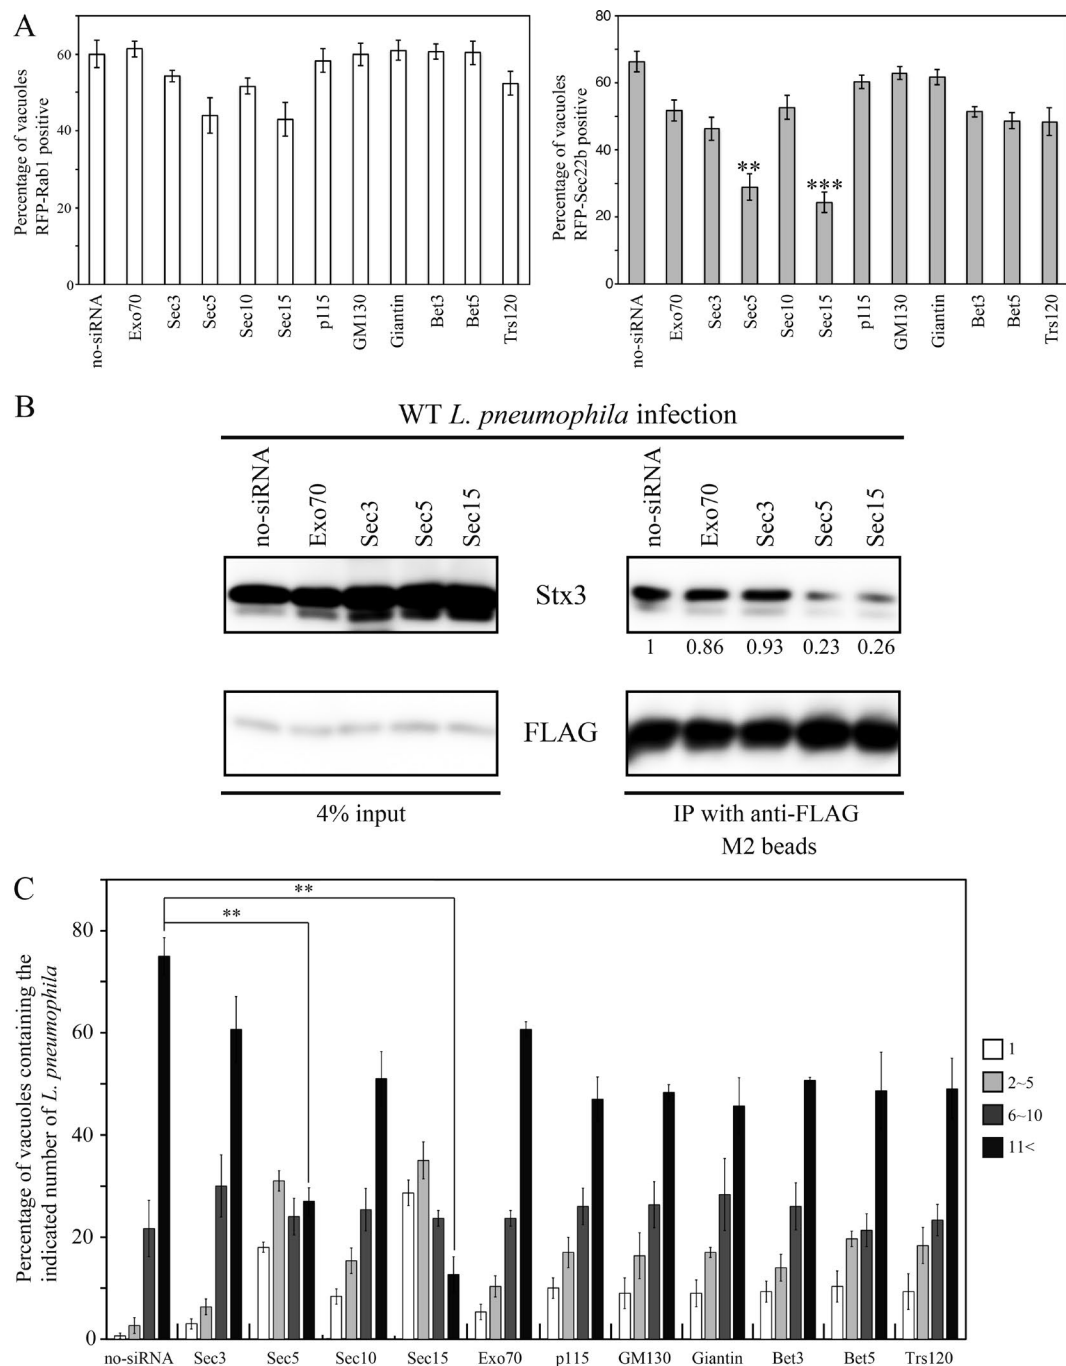 A
Percentage of vacuoles
RFP-Rab1 positive
60
40
20
0
no-siRNA
Exo70
Sec3
Sec5
Sec10
Sec15
p115
GM130
Giantin
Bet3
Bet5
Trs120
Percentage of vacuoles
RFP-Sec22b positive
80
60
40
20
0
**
***
no-siRNA
Exo70
Sec3
Sec5
Sec10
Sec15
p115
GM130
Giantin
Bet3
Bet5
Trs120
B
WT L. pneumophila infection
no-siRNA
Exo70
Sec3
Sec5
Sec15
no-siRNA
Exo70
Sec3
Sec5
Sec15
Stx3
1 0.86 0.93 0.23 0.26
FLAG
4% input
IP with anti-FLAG
M2 beads
C
Percentage of vacuoles containing the
indicated number of L. pneumophila
80
60
40
20
0
**
**
1
2~5
6~10
11<
no-siRNA Sec3 Sec5 Sec10 Sec15 Exo70 p115 GM130 Giantin Bet3 Bet5 Trs120